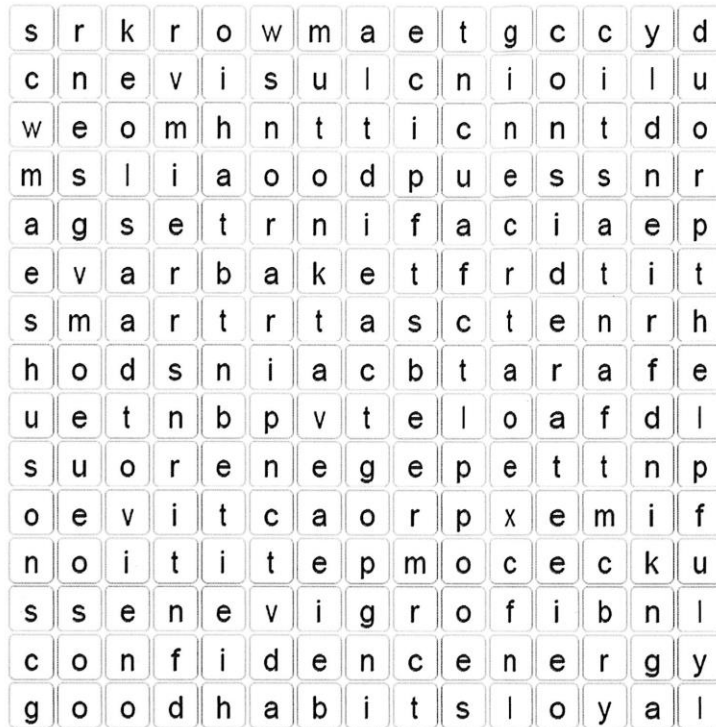 s r k r o w m a e t g c c y d
c n e v i s u l c n i o i l u
w e o m h n t t i c n n t d o
m s l i a o o d p u e s s n r
a g s e t r n i f a c i a e p
e v a r b a k e t f r d t i t
s m a r t r t a s c t e n r h
h o d s n i a c b t a r a f e
u e t n b p v t e l o a f d l
s u o r e n e g e p e t t n p
o e v i t c a o r p x e m i f
n o i t i t e p m o c e c k u
s s e n e v i g r o f i b n l
c o n f i d e n c e n e r g y
g o o d h a b i t s l o y a l